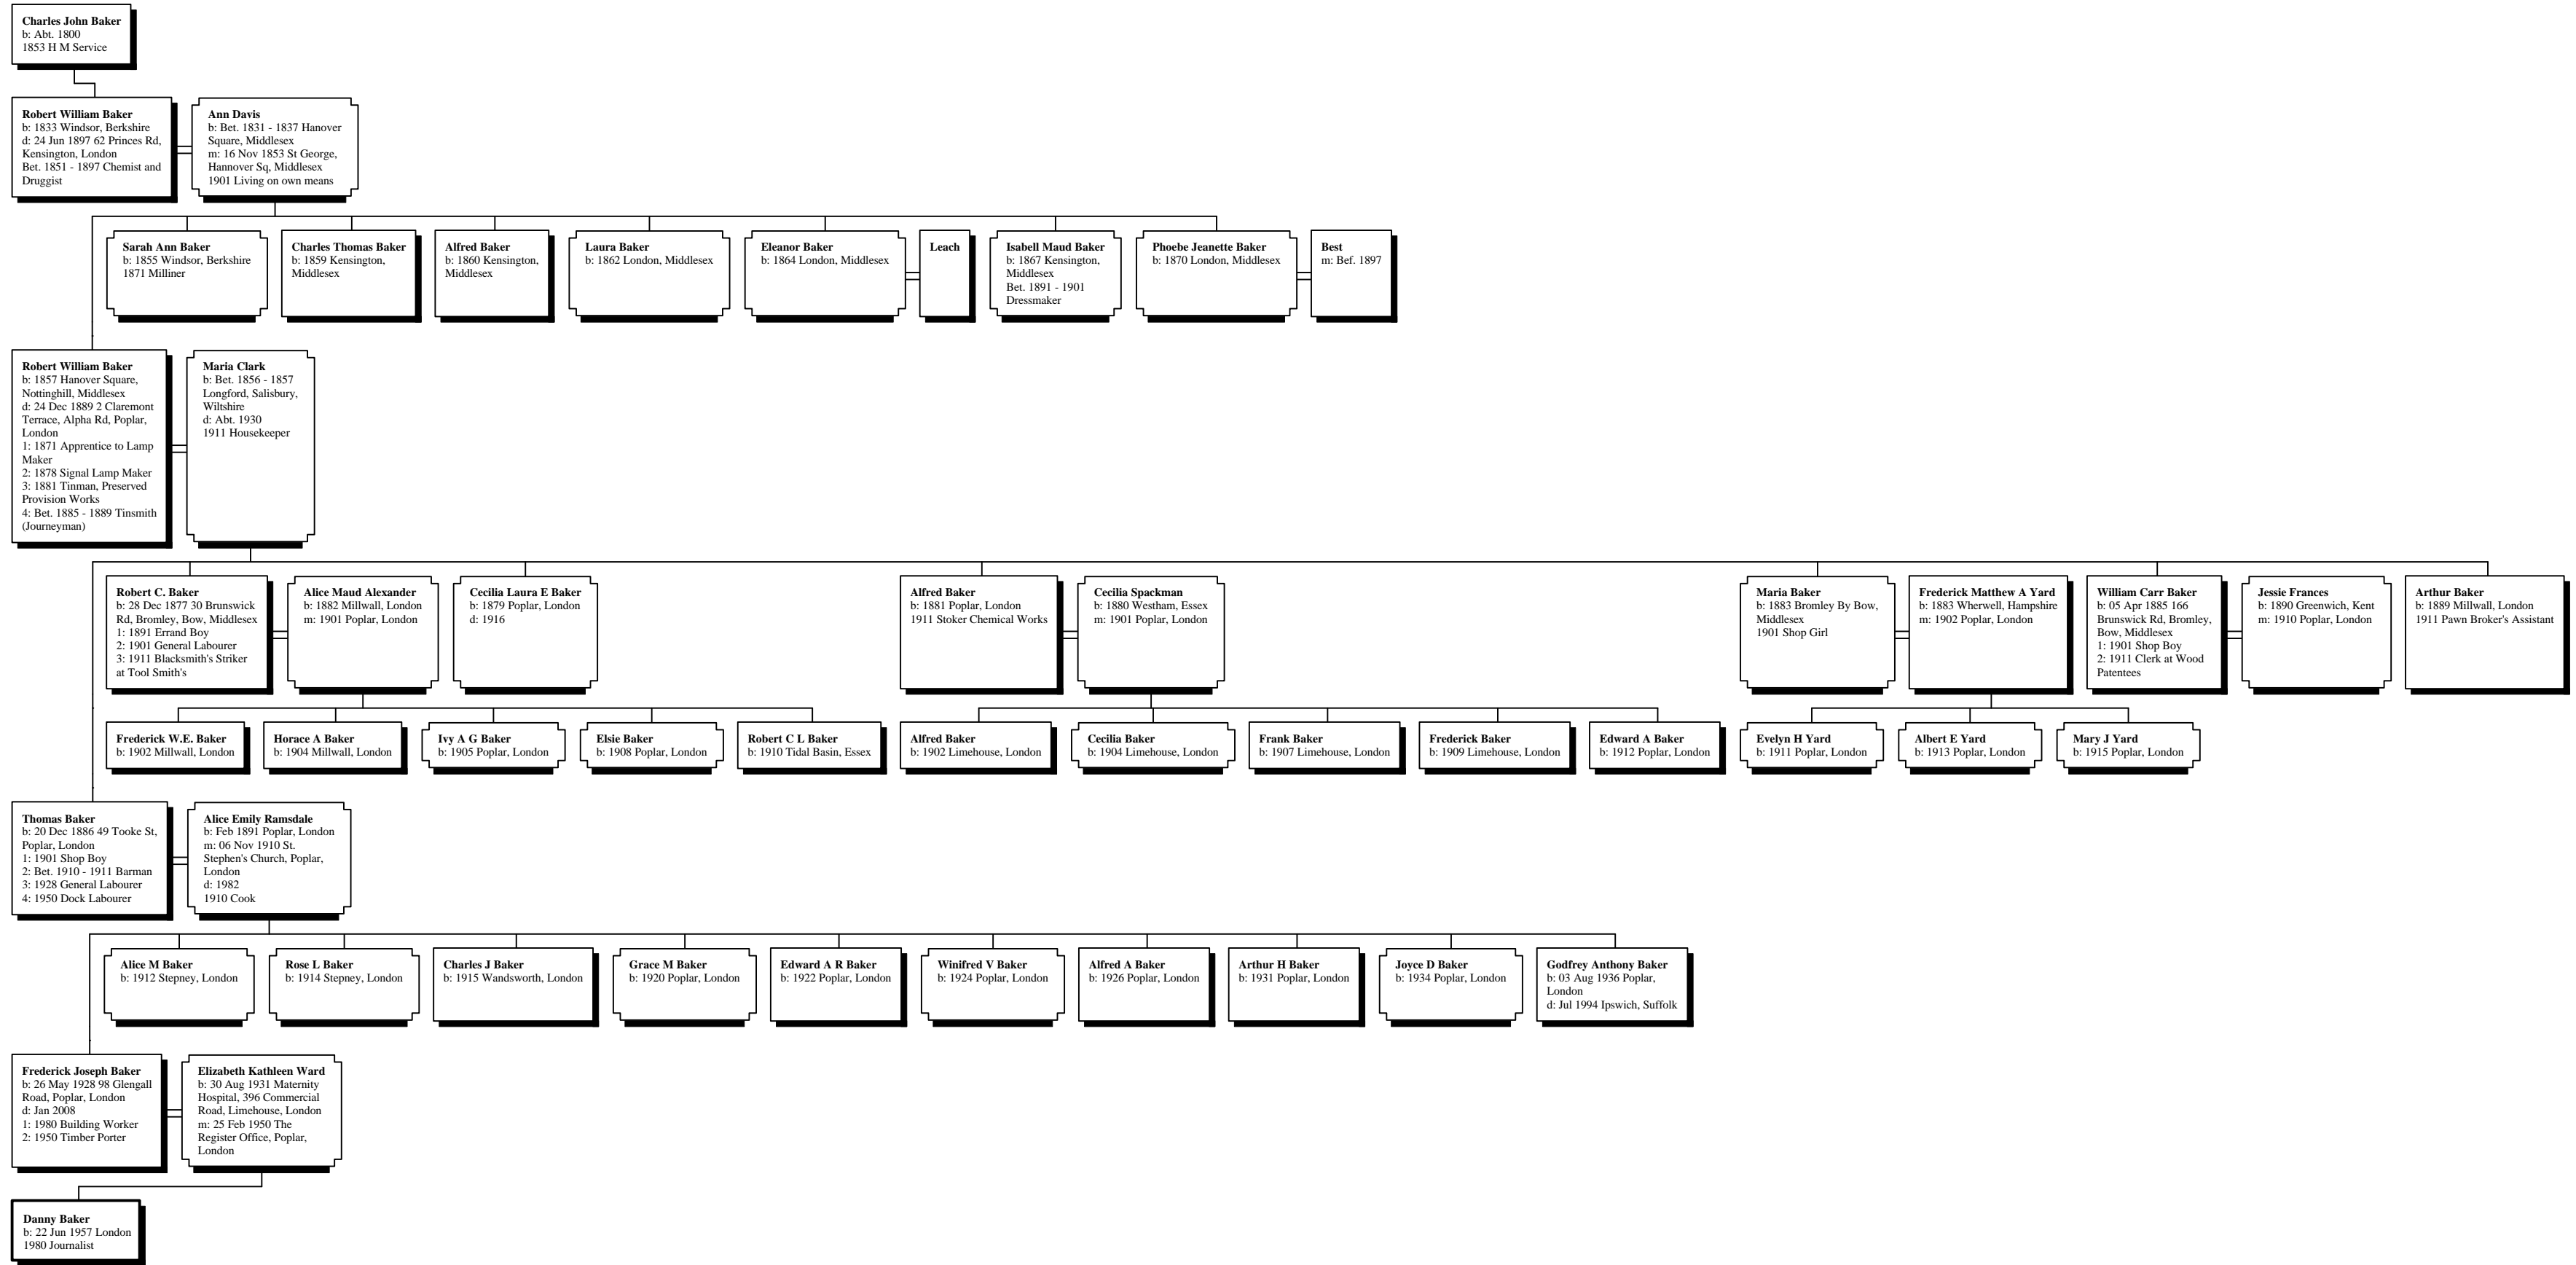 Charles John Baker
b: Abt. 1800
1853 H M Service
Robert William Baker
b: 1833 Windsor, Berkshire
d: 24 Jun 1897 62 Princes Rd,
Kensington, London
Bet. 1851 - 1897 Chemist and
Druggist
Ann Davis
b: Bet. 1831 - 1837 Hanover
Square, Middlesex
m: 16 Nov 1853 St George,
Hannover Sq, Middlesex
1901 Living on own means
Sarah Ann Baker
b: 1855 Windsor, Berkshire
1871 Milliner
Charles Thomas Baker
b: 1859 Kensington,
Middlesex
Alfred Baker
b: 1860 Kensington,
Middlesex
Laura Baker
b: 1862 London, Middlesex
Eleanor Baker
b: 1864 London, Middlesex
Leach
Isabell Maud Baker
b: 1867 Kensington,
Middlesex
Bet. 1891 - 1901
Dressmaker
Phoebe Jeanette Baker
b: 1870 London, Middlesex
Best
m: Bef. 1897
Robert William Baker
b: 1857 Hanover Square,
Nottinghill, Middlesex
d: 24 Dec 1889 2 Claremont
Terrace, Alpha Rd, Poplar,
London
1: 1871 Apprentice to Lamp
Maker
2: 1878 Signal Lamp Maker
3: 1881 Tinman, Preserved
Provision Works
4: Bet. 1885 - 1889 Tinsmith
(Journeyman)
Maria Clark
b: Bet. 1856 - 1857
Longford, Salisbury,
Wiltshire
d: Abt. 1930
1911 Housekeeper
Robert C. Baker
b: 28 Dec 1877 30 Brunswick
Rd, Bromley, Bow, Middlesex
1: 1891 Errand Boy
2: 1901 General Labourer
3: 1911 Blacksmith's Striker
at Tool Smith's
Alice Maud Alexander
b: 1882 Millwall, London
m: 1901 Poplar, London
Cecilia Laura E Baker
b: 1879 Poplar, London
d: 1916
Alfred Baker
b: 1881 Poplar, London
1911 Stoker Chemical Works
Cecilia Spackman
b: 1880 Westham, Essex
m: 1901 Poplar, London
Maria Baker
b: 1883 Bromley By Bow,
Middlesex
1901 Shop Girl
Frederick Matthew A Yard
b: 1883 Wherwell, Hampshire
m: 1902 Poplar, London
William Carr Baker
b: 05 Apr 1885 166
Brunswick Rd, Bromley,
Bow, Middlesex
1: 1901 Shop Boy
2: 1911 Clerk at Wood
Patentees
Jessie Frances
b: 1890 Greenwich, Kent
m: 1910 Poplar, London
Arthur Baker
b: 1889 Millwall, London
1911 Pawn Broker's Assistant
Frederick W.E. Baker
b: 1902 Millwall, London
Horace A Baker
b: 1904 Millwall, London
Ivy A G Baker
b: 1905 Poplar, London
Elsie Baker
b: 1908 Poplar, London
Robert C L Baker
b: 1910 Tidal Basin, Essex
Alfred Baker
b: 1902 Limehouse, London
Cecilia Baker
b: 1904 Limehouse, London
Frank Baker
b: 1907 Limehouse, London
Frederick Baker
b: 1909 Limehouse, London
Edward A Baker
b: 1912 Poplar, London
Evelyn H Yard
b: 1911 Poplar, London
Albert E Yard
b: 1913 Poplar, London
Mary J Yard
b: 1915 Poplar, London
Thomas Baker
b: 20 Dec 1886 49 Tooke St,
Poplar, London
1: 1901 Shop Boy
2: Bet. 1910 - 1911 Barman
3: 1928 General Labourer
4: 1950 Dock Labourer
Alice Emily Ramsdale
b: Feb 1891 Poplar, London
m: 06 Nov 1910 St.
Stephen's Church, Poplar,
London
d: 1982
1910 Cook
Alice M Baker
b: 1912 Stepney, London
Rose L Baker
b: 1914 Stepney, London
Charles J Baker
b: 1915 Wandsworth, London
Grace M Baker
b: 1920 Poplar, London
Edward A R Baker
b: 1922 Poplar, London
Winifred V Baker
b: 1924 Poplar, London
Alfred A Baker
b: 1926 Poplar, London
Arthur H Baker
b: 1931 Poplar, London
Joyce D Baker
b: 1934 Poplar, London
Godfrey Anthony Baker
b: 03 Aug 1936 Poplar,
London
d: Jul 1994 Ipswich, Suffolk
Frederick Joseph Baker
b: 26 May 1928 98 Glengall
Road, Poplar, London
d: Jan 2008
1: 1980 Building Worker
2: 1950 Timber Porter
Elizabeth Kathleen Ward
b: 30 Aug 1931 Maternity
Hospital, 396 Commercial
Road, Limehouse, London
m: 25 Feb 1950 The
Register Office, Poplar,
London
Danny Baker
b: 22 Jun 1957 London
1980 Journalist